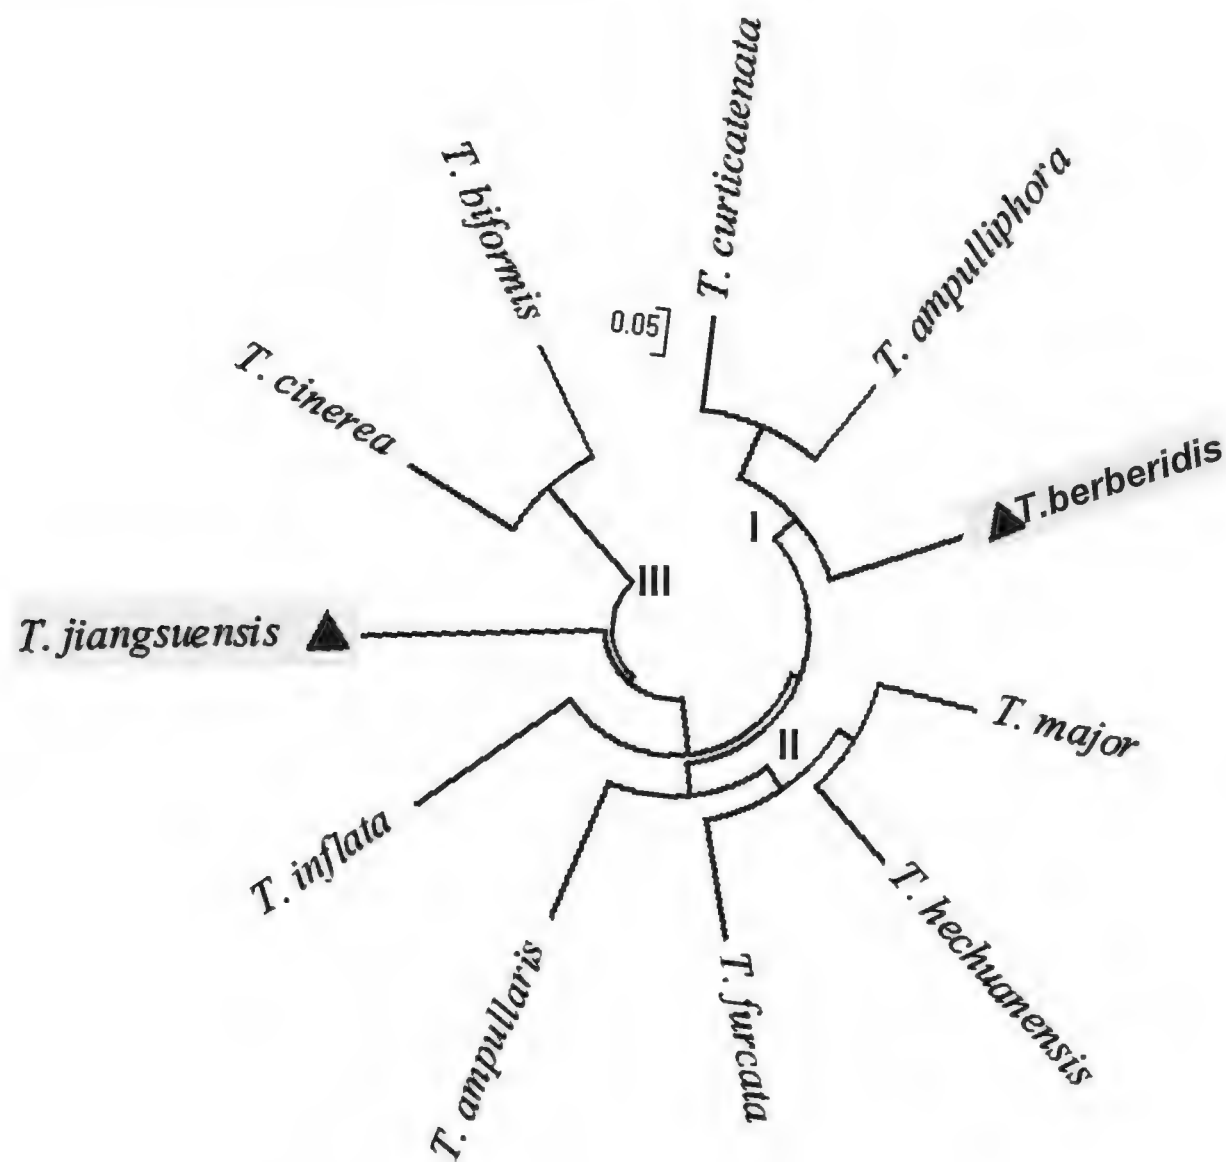 T. curticatenata
T. biformis
T. ampulliphora
0.05
T. cinerea
T.berberidis
I
III
T. jiangsuensis
T. major
II
T. inflata
T. hechuanensis
T. ampullaris
T. furcata